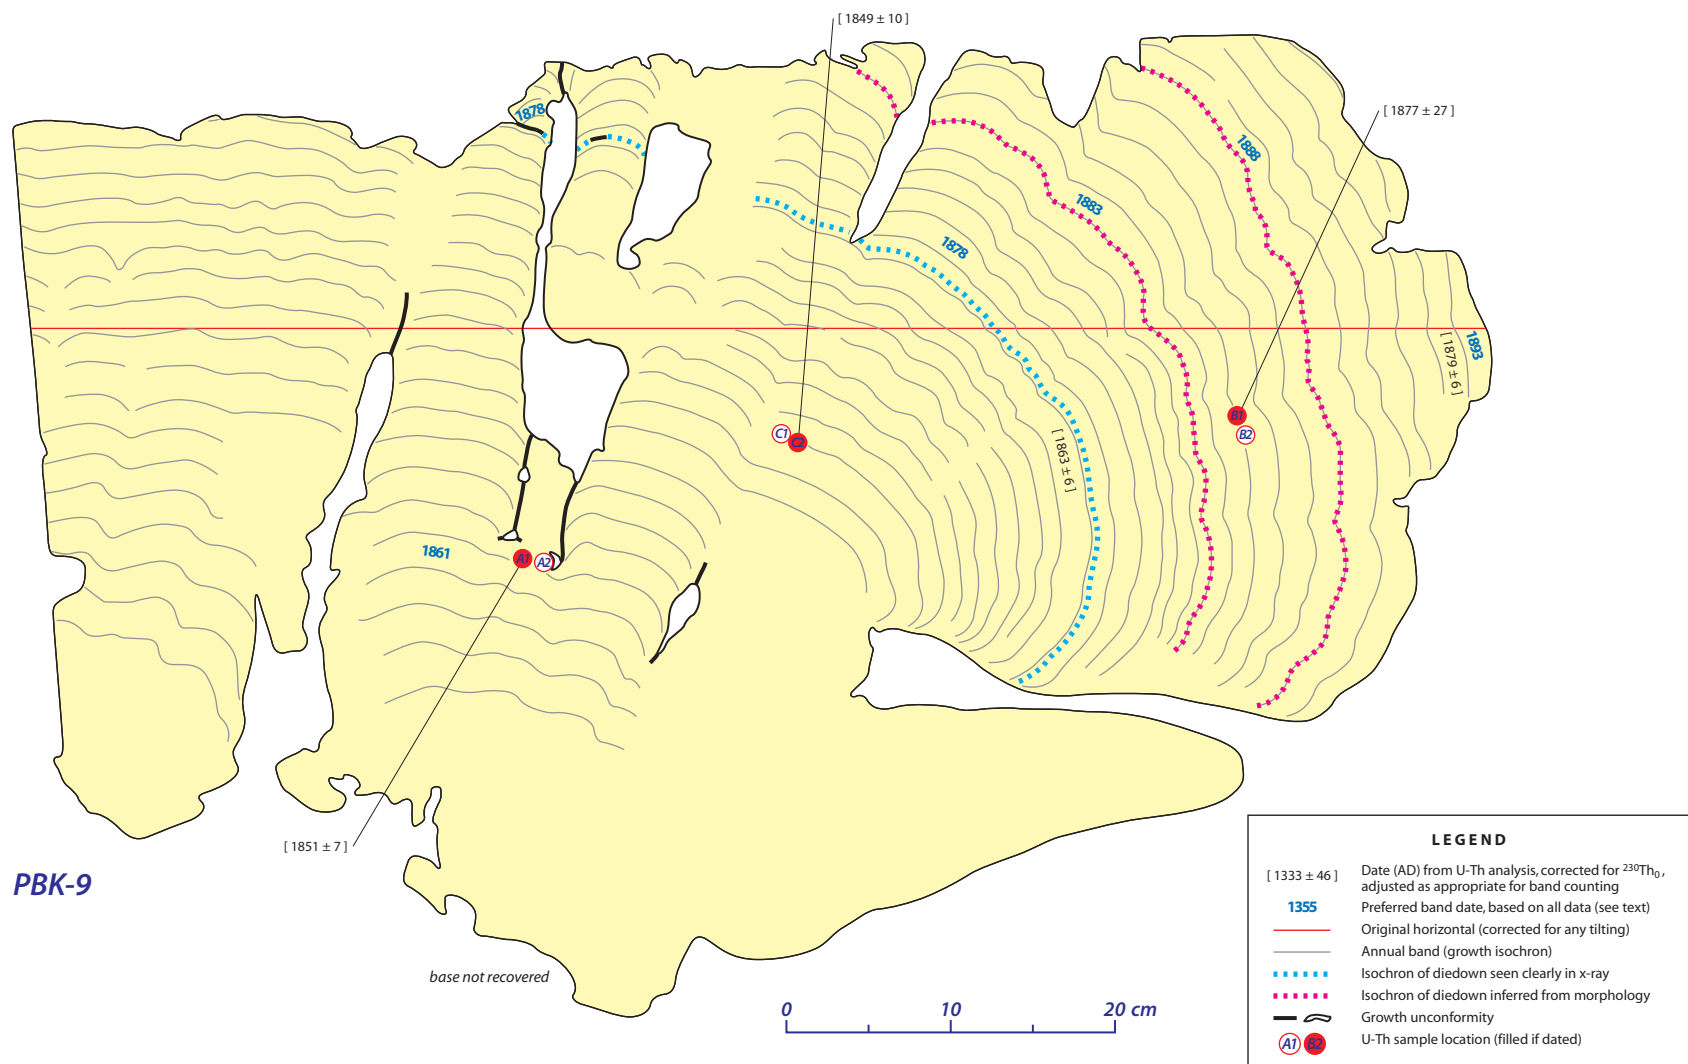 [ 1849 ± 10 ]
[ 1877 ± 27 ]
1878
1888
1883
1878
1893
[ 1879 ± 6 ]
B1
B2
C1
C2
[ 1863 ± 6 ]
1861
A1
A2
[ 1851 ± 7 ]
PBK-9
base not recovered
0 10 20 cm
LEGEND
[ 1333 ± 46 ] Date (AD) from U-Th analysis, corrected for ²³⁰Th₀,
adjusted as appropriate for band counting
1355 Preferred band date, based on all data (see text)
Original horizontal (corrected for any tilting)
Annual band (growth isochron)
Isochron of diedown seen clearly in x-ray
Isochron of diedown inferred from morphology
Growth unconformity
A1 B2 U-Th sample location (filled if dated)